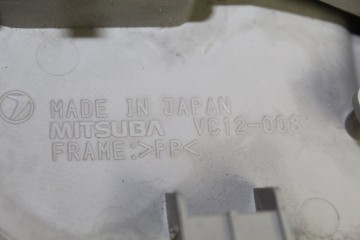 MADE IN JAPAN
MITSUBA VC12-008
FRAME:>PP<